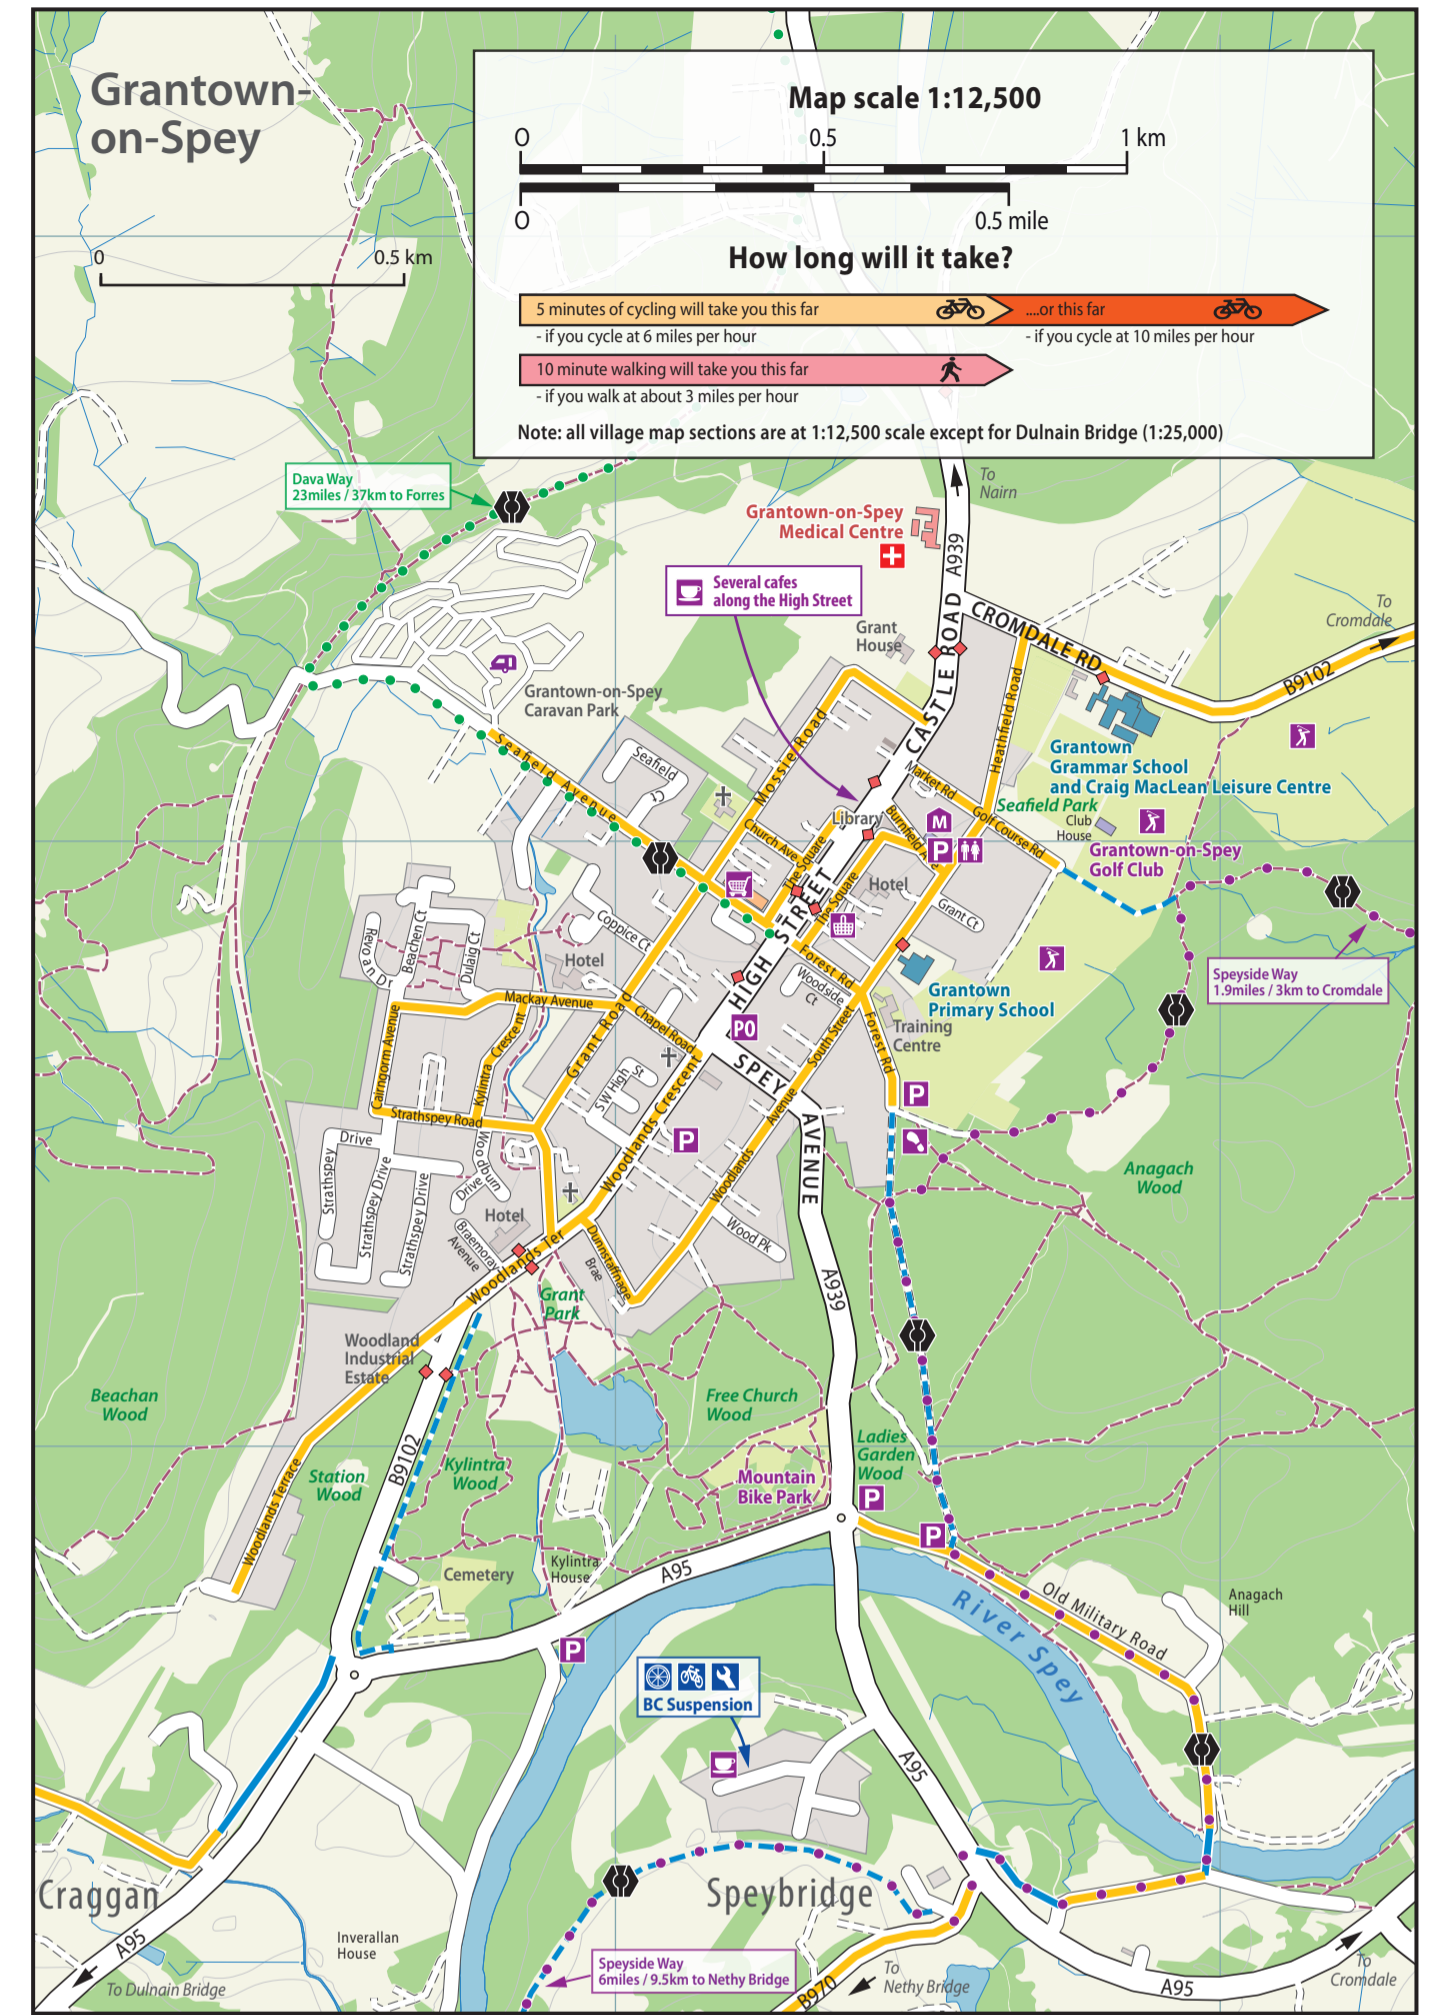 Grantown-
on-Spey
Map scale 1:12,500
0
0.5
1 km
0
0.5 mile
How long will it take?
5 minutes of cycling will take you this far
....or this far
- if you cycle at 6 miles per hour
- if you cycle at 10 miles per hour
10 minute walking will take you this far
- if you walk at about 3 miles per hour
Note: all village map sections are at 1:12,500 scale except for Dulnain Bridge (1:25,000)
0
0.5 km
Dava Way
23miles / 37km to Forres
To
Nairn
Grantown-on-Spey
Medical Centre
A939
Several cafes
along the High Street
Grant
House
CASTLE ROAD
CROMDALE RD
To
Cromdale
B9102
Grantown-on-Spey
Caravan Park
Heathfield Road
Seafield Avenue
Seafield
Ct
Mossie Road
Grantown
Grammar School
and Craig MacLean Leisure Centre
Market Rd
Seafield Park
Club
House
Golf Course Rd
Library
M
P
Burnfield A
Church Ave
The Square
The Square
Grantown-on-Spey
Golf Club
Hotel
Grant Ct
HIGH STREET
Revoan Dr
Beachen Ct
Dulaig Ct
Coppice Ct
Hotel
Forest Rd
Woodside
Ct
Grantown
Primary School
Speyside Way
1.9miles / 3km to Cromdale
Mackay Avenue
Chapel Road
PO
Training
Centre
Forest Rd
South Street
Cairngorm Avenue
Kylintra Crescent
Grant Road
SPEY
AVENUE
Strathspey Road
SW High
St
P
P
Woodlands Crescent
Woodlands Avenue
Drive
Strathspey
Strathspey Drive
Strathspey Drive
Woodburn
Drive
Anagach
Wood
Hotel
Braemoray
Avenue
Wood Pk
Woodlands Ter
Dunnstaffnage
Brae
Grant
Park
A939
Woodland
Industrial
Estate
Beachan
Wood
Free Church
Wood
Ladies
Garden
Wood
B9102
Station
Wood
Kylintra
Wood
Mountain
Bike Park
P
P
Woodlands Terrace
Cemetery
Kylintra
House
A95
Old Military Road
Anagach
Hill
River Spey
P
BC Suspension
A95
Craggan
Speybridge
A95
Inverallan
House
To Dulnain Bridge
Speyside Way
6miles / 9.5km to Nethy Bridge
B970
To
Nethy Bridge
A95
To
Cromdale